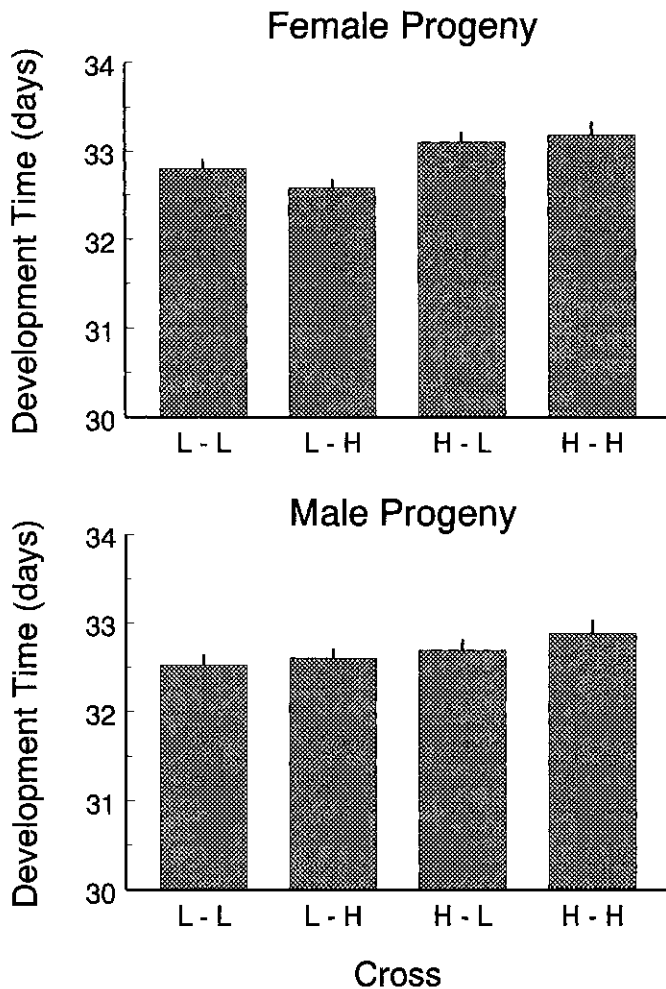 Female Progeny
Development Time (days)
34
33
32
31
30
L - L L - H H - L H - H
Male Progeny
Development Time (days)
34
33
32
31
30
L - L L - H H - L H - H
Cross